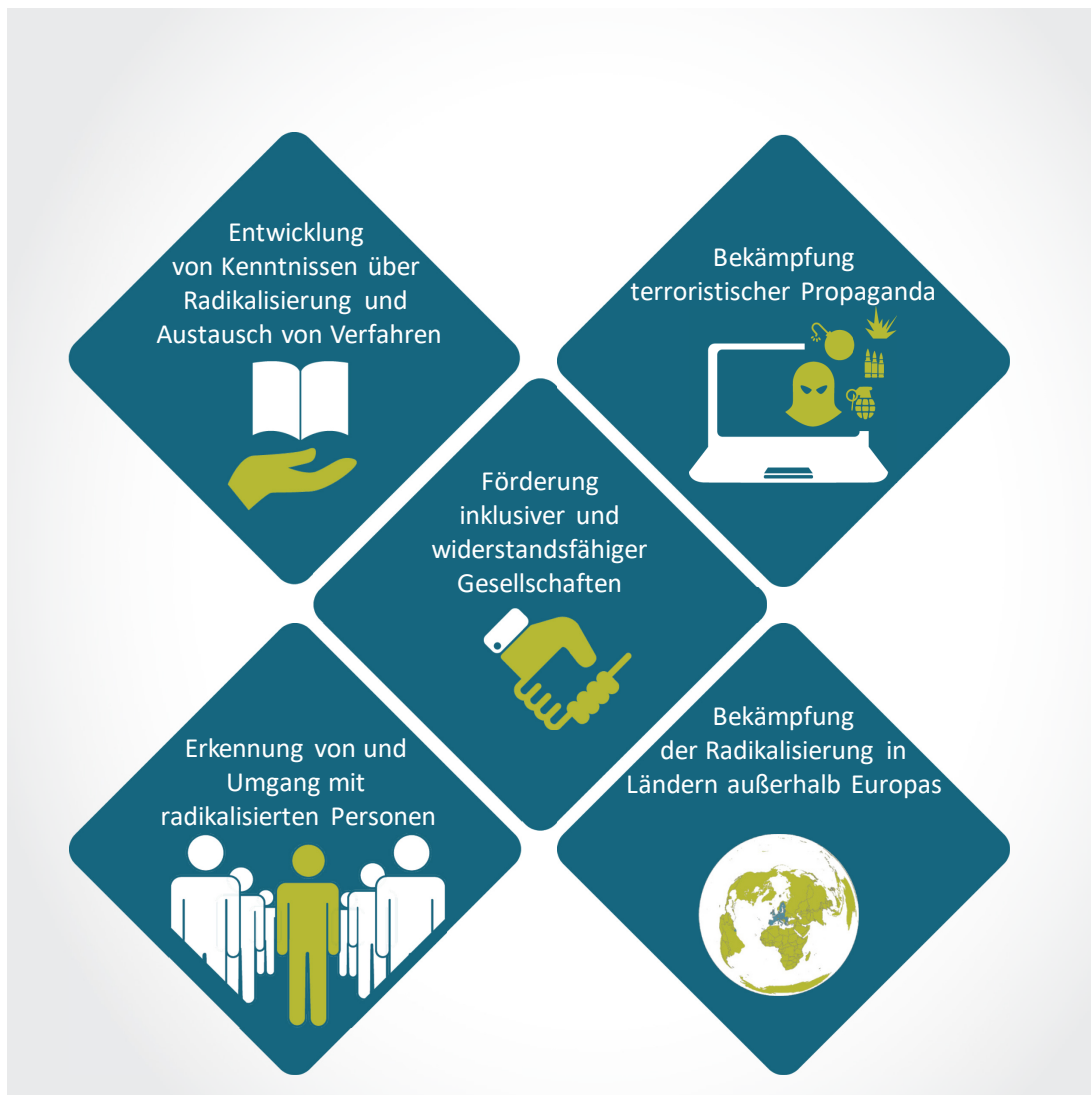 Entwicklung
von Kenntnissen über
Radikalisierung und
Austausch von Verfahren
Bekämpfung
terroristischer Propaganda
Förderung
inklusiver und
widerstandsfähiger
Gesellschaften
Erkennung von und
Umgang mit
radikalisierten Personen
Bekämpfung
der Radikalisierung in
Ländern außerhalb Europas